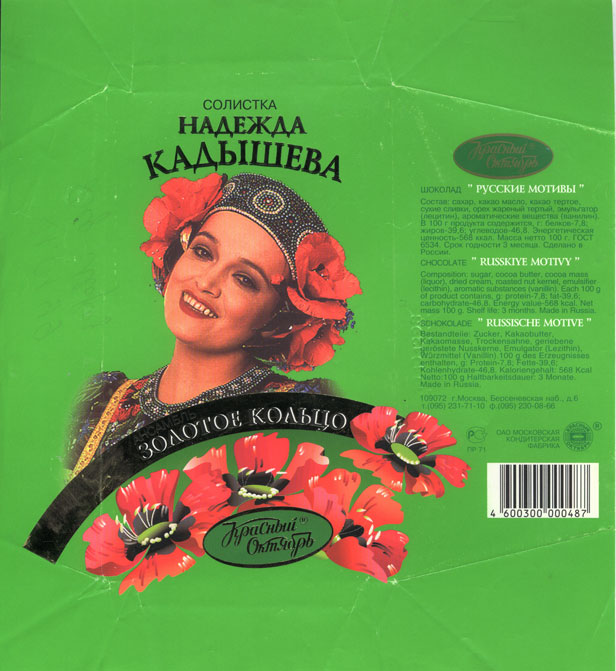 СОЛИСТКА
НАДЕЖДА
КАДЫШЕВА
АНСАМБЛЬ
ЗОЛОТОЕ КОЛЬЦО
Красный
Октябрь
Красный
Октябрь
ШОКОЛАД " РУССКИЕ МОТИВЫ "
Состав: сахар, какао масло, какао тертое,
сухие сливки, орех жареный тертый, эмульгатор
(лецитин), ароматические вещества (ванилин).
В 100 г продукта содержится, г: белков-7,8;
жиров-39,6; углеводов-46,8. Энергетическая
ценность-568 ккал. Масса нетто 100 г. ГОСТ
6534. Срок годности 3 месяца. Сделано в
России.
CHOCOLATE " RUSSKIYE MOTIVY "
Composition: sugar, cocoa butter, cocoa mass
(liquor), dried cream, roasted nut kernel, emulsifier
(lecithin), aromatic substances (vanillin). Each 100 g
of product contains, g: protein-7,8; fat-39,6;
carbohydrate-46,8. Energy value-568 kcal. Net
mass 100 g. Shelf life: 3 months. Made in Russia.
SCHOKOLADE " RUSSISCHE MOTIVE "
Bestandteile: Zucker, Kakaobutter,
Kakaomasse, Trockensahne, geriebene
geröstete Nusskerne, Emulgator (Lezithin),
Würzmittel (Vanillin) 100 g des Erzeugnisses
enthalten, g: Protein-7,8; Fette-39,6;
Kohlenhydrate-46,8. Kaloriengehalt: 568 Kcal
Netto:100 g Haltbarkeitsdauer: 3 Monate.
Made in Russia.
109072 г.Москва, Берсеневская наб., д.6
т.(095) 231-71-10 ф.(095) 200-08-66
ПР 71
ОАО МОСКОВСКАЯ
КОНДИТЕРСКАЯ
ФАБРИКА
4 600300 000487